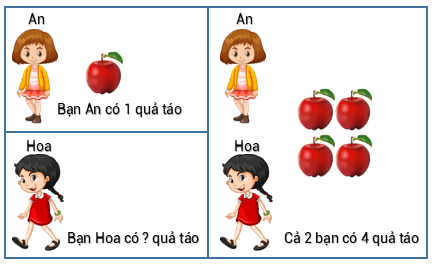 An
Bạn An có 1 quả táo
Hoa
Bạn Hoa có ? quả táo
An
Hoa
Cả 2 bạn có 4 quả táo